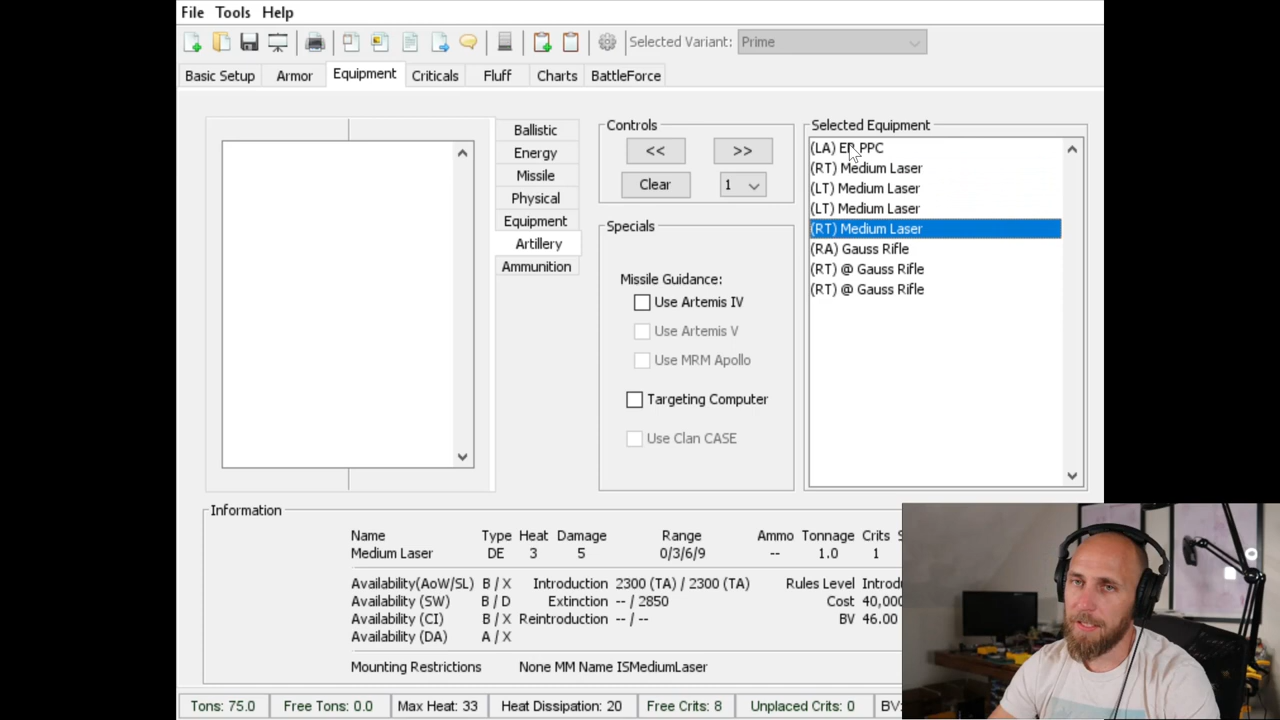 File Tools Help
Selected Variant: Prime
Basic Setup Armor Equipment Criticals Fluff Charts BattleForce
Ballistic
Energy
Missile
Physical
Equipment
Artillery
Ammunition
Controls
<< >>
Clear 1
Specials
Missile Guidance:
Use Artemis IV
Use Artemis V
Use MRM Apollo
Targeting Computer
Use Clan CASE
Selected Equipment
(LA) ER PPC
(RT) Medium Laser
(LT) Medium Laser
(LT) Medium Laser
(RT) Medium Laser
(RA) Gauss Rifle
(RT) @ Gauss Rifle
(RT) @ Gauss Rifle
Information
Name Type Heat Damage Range Ammo Tonnage Crits
Medium Laser DE 3 5 0/3/6/9 -- 1.0 1
Availability(AoW/SL) B / X Introduction 2300 (TA) / 2300 (TA) Rules Level
Availability (SW) B / D Extinction -- / 2850 Cost 40,000
Availability (CI) B / X Reintroduction -- / -- BV 46.00
Availability (DA) A / X
Mounting Restrictions None MM Name ISMediumLaser
Tons: 75.0 Free Tons: 0.0 Max Heat: 33 Heat Dissipation: 20 Free Crits: 8 Unplaced Crits: 0 BV: